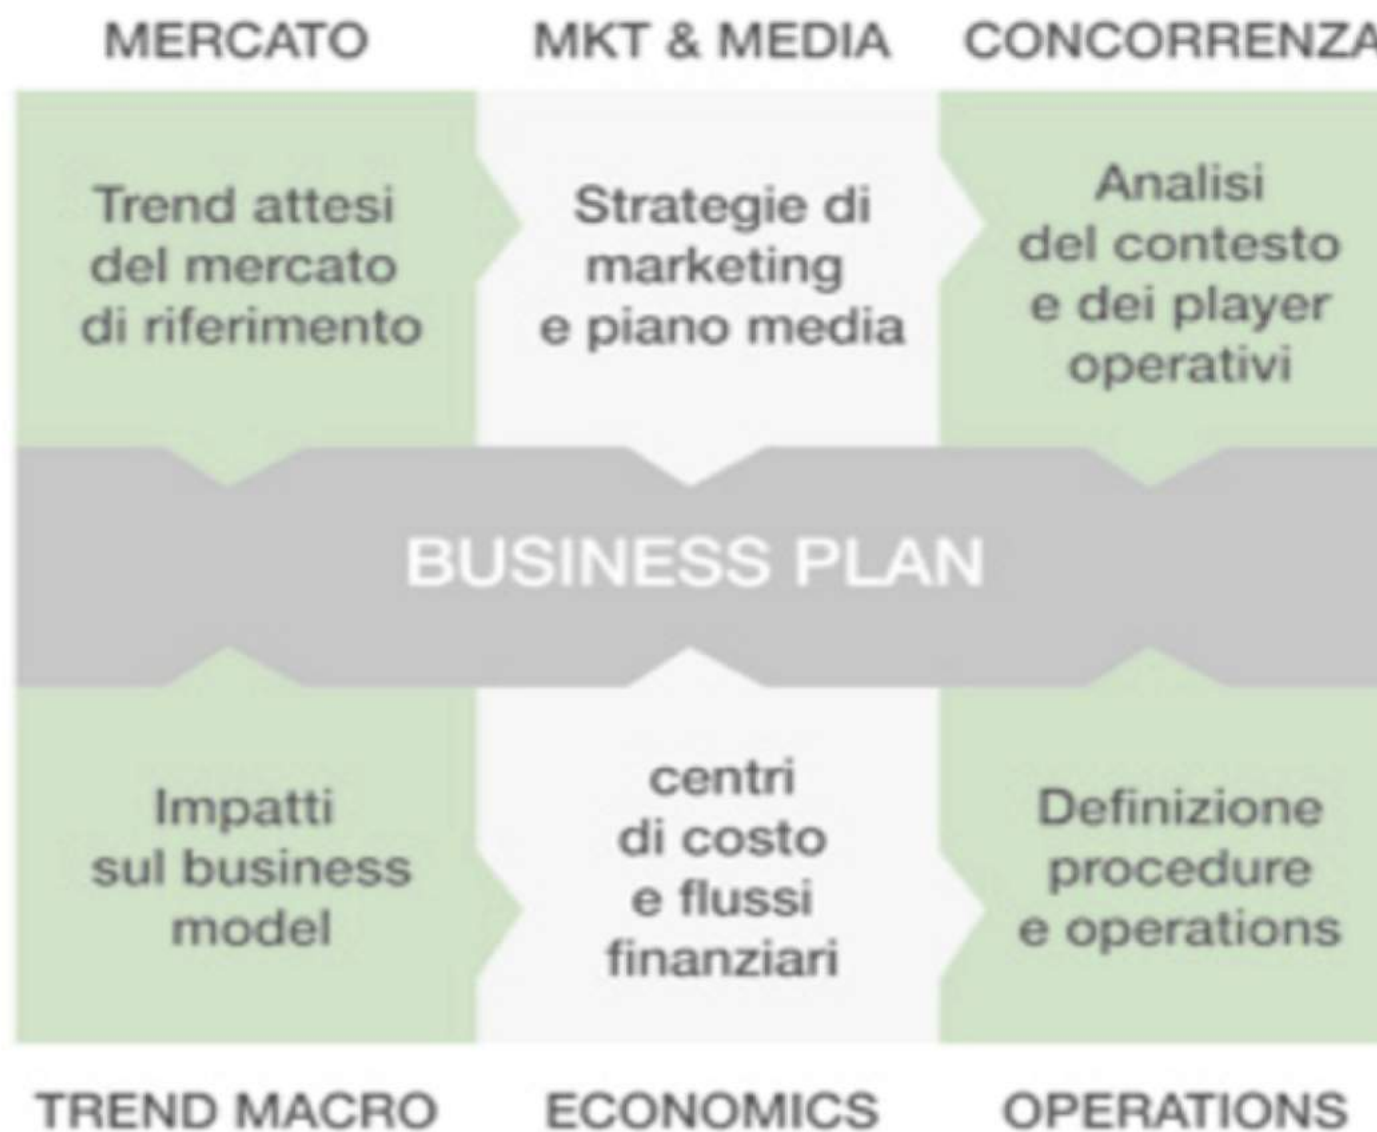 MERCATO
MKT & MEDIA
CONCORRENZA
Trend attesi
del mercato
di riferimento
Strategie di
marketing
e piano media
Analisi
del contesto
e dei player
operativi
BUSINESS PLAN
Impatti
sul business
model
centri
di costo
e flussi
finanziari
Definizione
procedure
e operations
TREND MACRO
ECONOMICS
OPERATIONS